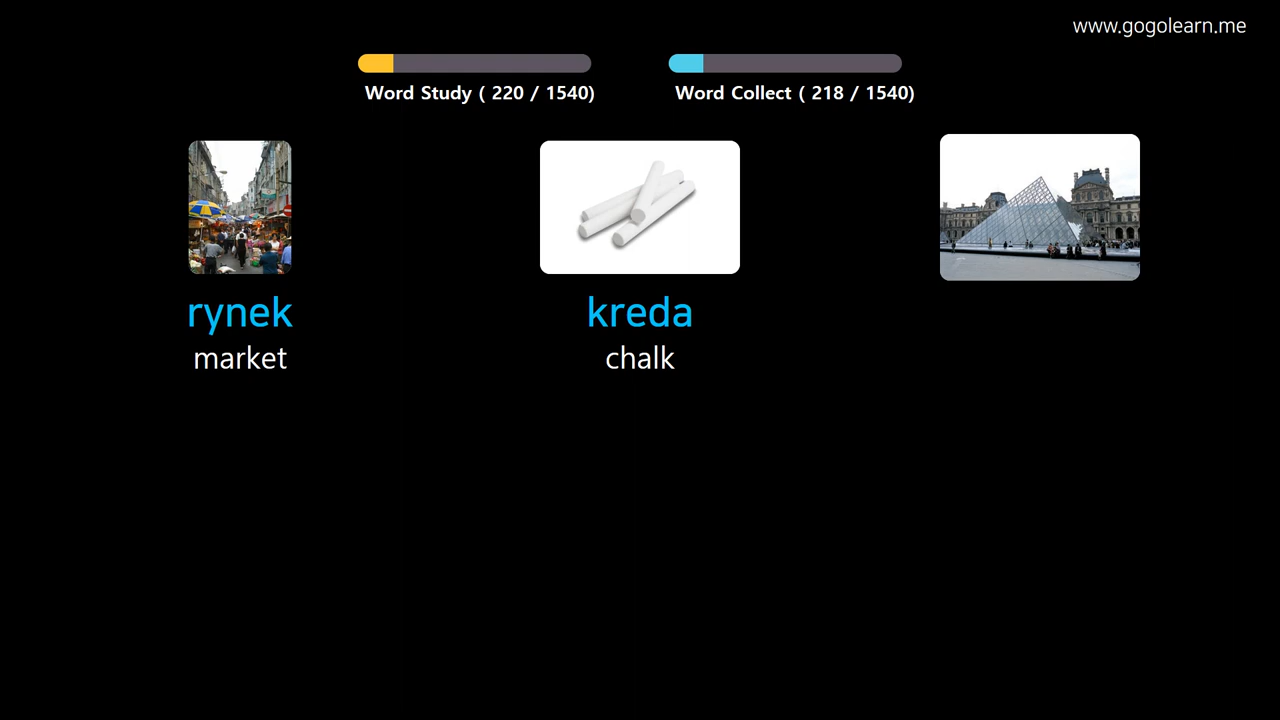 www.gogolearn.me
Word Study ( 220 / 1540)
Word Collect ( 218 / 1540)
rynek
market
kreda
chalk